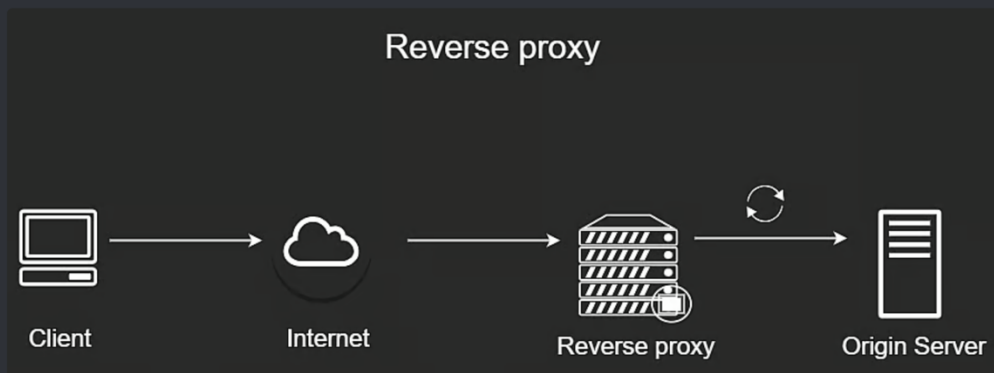 Reverse proxy
Client
Internet
Reverse proxy
Origin Server